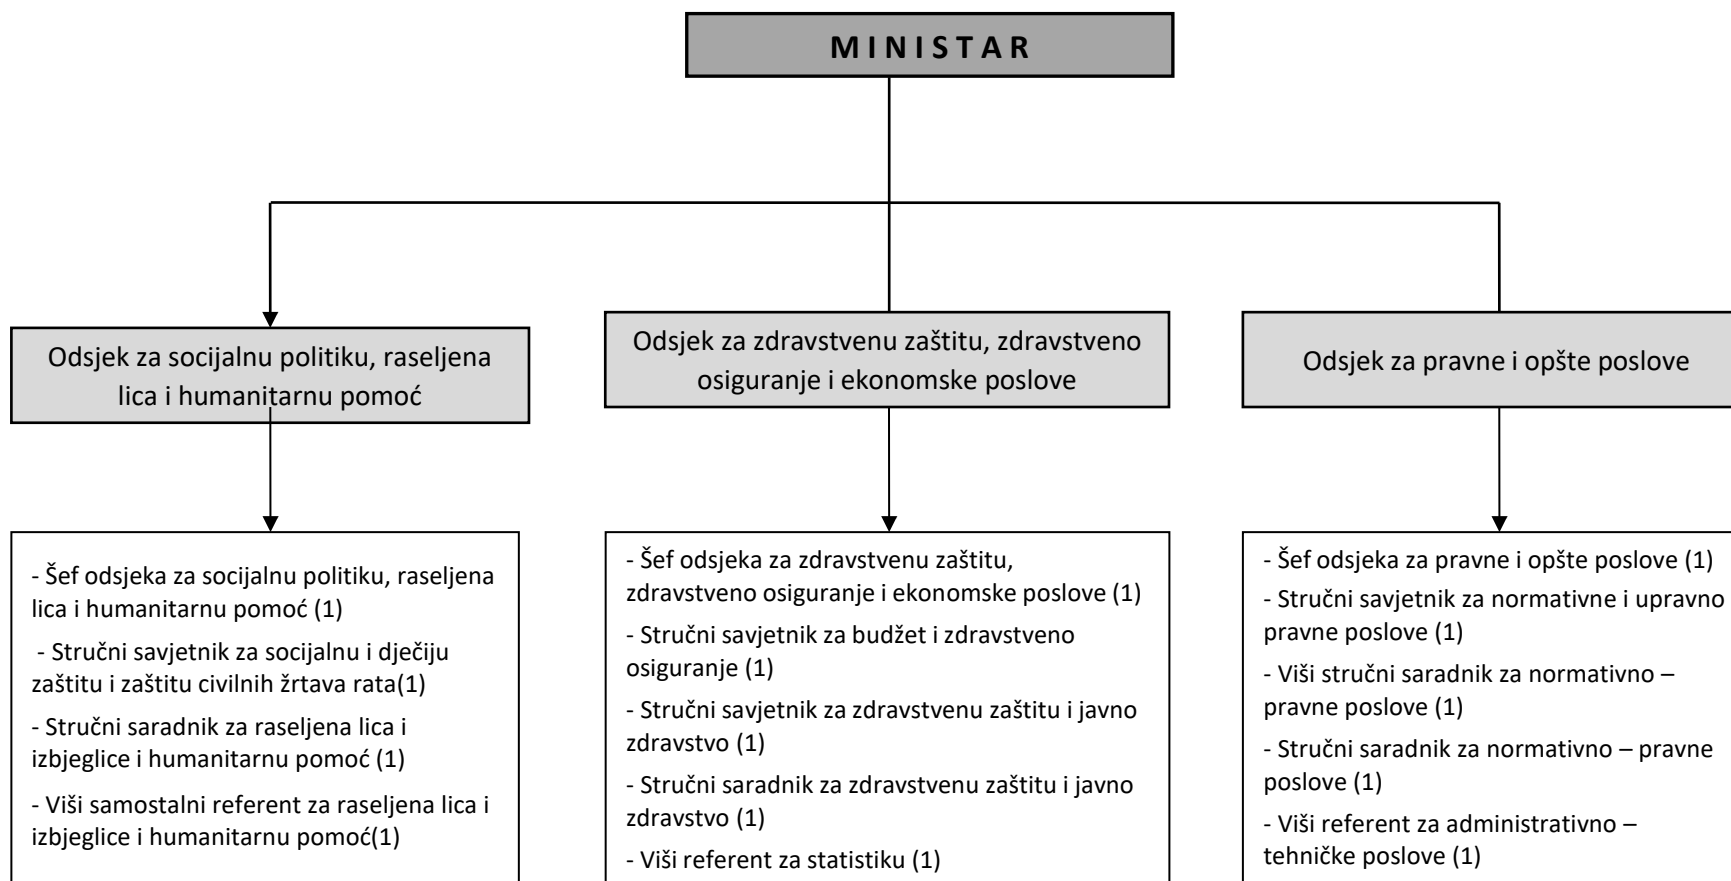 M I N I S T A R
Odsjek za socijalnu politiku, raseljena
lica i humanitarnu pomoć
Odsjek za zdravstvenu zaštitu, zdravstveno
osiguranje i ekonomske poslove
Odsjek za pravne i opšte poslove
- Šef odsjeka za socijalnu politiku, raseljena
lica i humanitarnu pomoć (1)
- Stručni savjetnik za socijalnu i dječiju
zaštitu i zaštitu civilnih žrtava rata(1)
- Stručni saradnik za raseljena lica i
izbjeglice i humanitarnu pomoć (1)
- Viši samostalni referent za raseljena lica i
izbjeglice i humanitarnu pomoć(1)
- Šef odsjeka za zdravstvenu zaštitu,
zdravstveno osiguranje i ekonomske poslove (1)
- Stručni savjetnik za budžet i zdravstveno
osiguranje (1)
- Stručni savjetnik za zdravstvenu zaštitu i javno
zdravstvo (1)
- Stručni saradnik za zdravstvenu zaštitu i javno
zdravstvo (1)
- Viši referent za statistiku (1)
- Šef odsjeka za pravne i opšte poslove (1)
- Stručni savjetnik za normativne i upravno
pravne poslove (1)
- Viši stručni saradnik za normativno –
pravne poslove (1)
- Stručni saradnik za normativno – pravne
poslove (1)
- Viši referent za administrativno –
tehničke poslove (1)